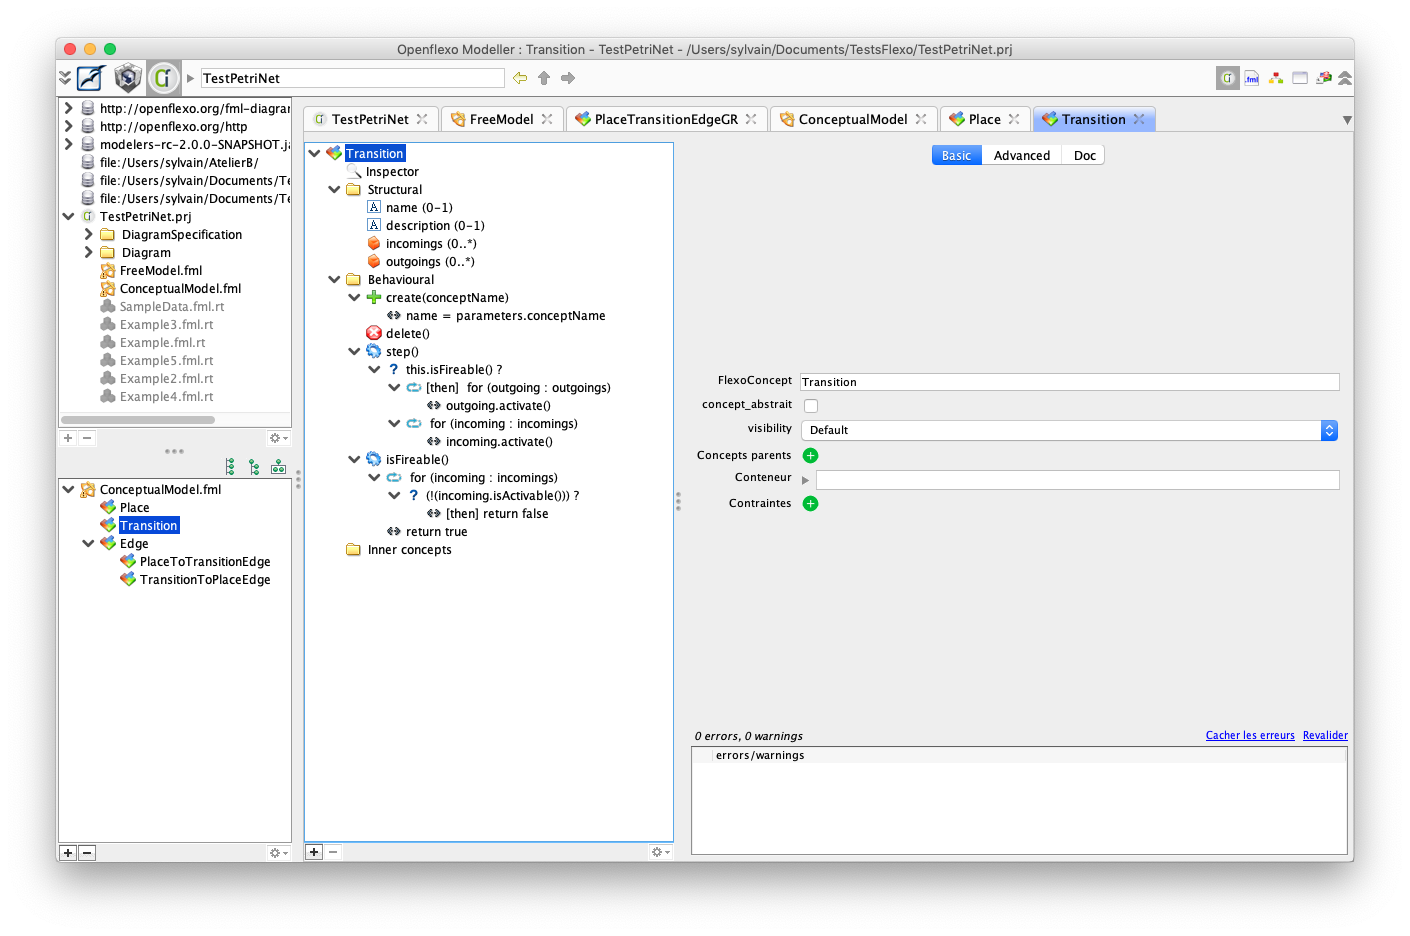 Openflexo Modeller : Transition - TestPetriNet - /Users/sylvain/Documents/TestsFlexo/TestPetriNet.prj
TestPetriNet
http://openflexo.org/fml-diagrar
http://openflexo.org/http
modelers-rc-2.0.0-SNAPSHOT.ja
file:/Users/sylvain/AtelierB/
file:/Users/sylvain/Documents/Te
file:/Users/sylvain/Documents/Te
TestPetriNet.prj
DiagramSpecification
Diagram
FreeModel.fml
ConceptualModel.fml
SampleData.fml.rt
Example3.fml.rt
Example.fml.rt
Example5.fml.rt
Example2.fml.rt
Example4.fml.rt
ConceptualModel.fml
Place
Transition
Edge
PlaceToTransitionEdge
TransitionToPlaceEdge
TestPetriNet
FreeModel
PlaceTransitionEdgeGR
ConceptualModel
Place
Transition
Transition
Inspector
Structural
name (0-1)
description (0-1)
incomings (0..*)
outgoings (0..*)
Behavioural
create(conceptName)
name = parameters.conceptName
delete()
step()
this.isFireable() ?
[then] for (outgoing : outgoings)
outgoing.activate()
for (incoming : incomings)
incoming.activate()
isFireable()
for (incoming : incomings)
(!(incoming.isActivable())) ?
[then] return false
return true
Inner concepts
Basic
Advanced
Doc
FlexoConcept Transition
concept_abstrait
visibility Default
Concepts parents
Conteneur
Contraintes
0 errors, 0 warnings
Cacher les erreurs
Revalider
errors/warnings